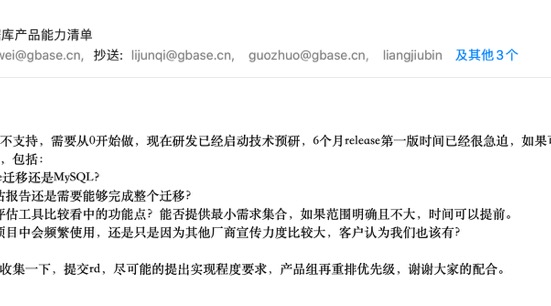 库产品能力清单
wei@gbase.cn, 抄送: lijunqi@gbase.cn, guozhuo@gbase.cn, liangjiubin 及其他3个
不支持，需要从0开始做，现在研发已经启动技术预研，6个月release第一版时间已经很急迫，如果
，包括：
迁移还是MySQL?
报告还是需要能够完成整个迁移?
评估工具比较看中的功能点？能否提供最小需求集合，如果范围明确且不大，时间可以提前。
项目中会频繁使用，还是只是因为其他厂商宣传力度比较大，客户认为我们也该有?
收集一下，提交rd，尽可能的提出实现程度要求，产品组再重排优先级，谢谢大家的配合。